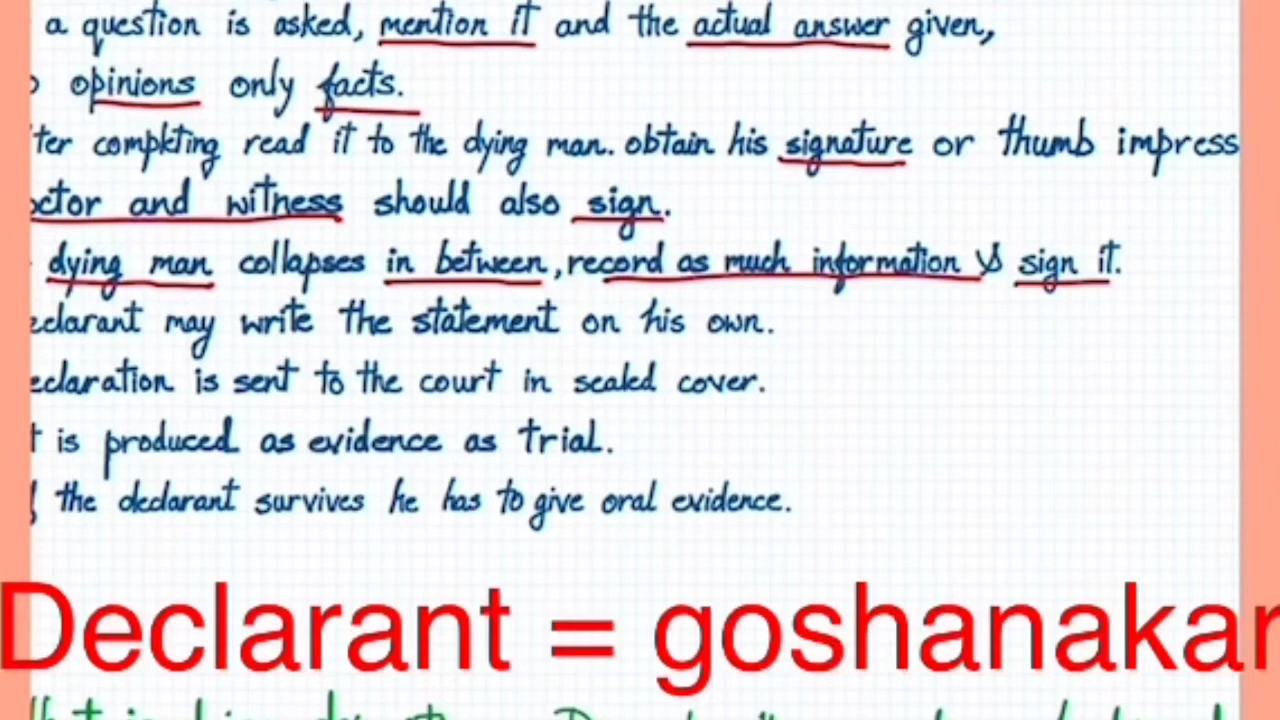 a question is asked, mention it and the actual answer given,
opinions only facts.
ter completing read it to the dying man. obtain his signature or thumb impress
octor and witness should also sign.
dying man collapses in between, record as much information & sign it.
eclarant may write the statement on his own.
eclaration is sent to the court in sealed cover.
t is produced as evidence as trial.
the declarant survives he has to give oral evidence.
Declarant = goshanakar